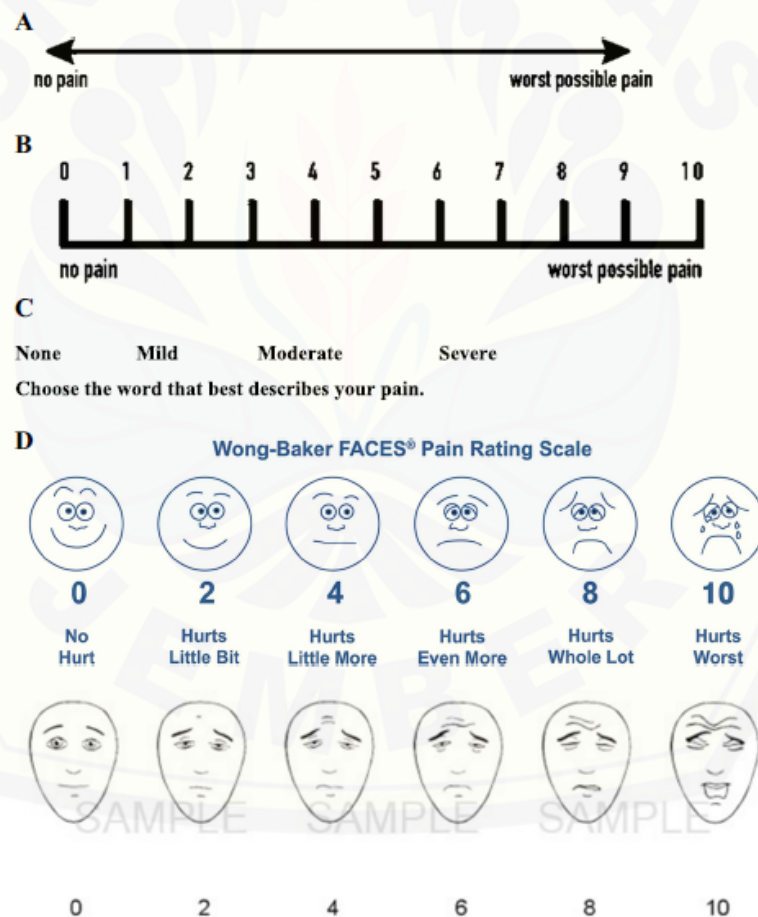 A
no pain worst possible pain
B
0 1 2 3 4 5 6 7 8 9 10
no pain worst possible pain
C
None Mild Moderate Severe
Choose the word that best describes your pain.
D
Wong-Baker FACES® Pain Rating Scale
0 2 4 6 8 10
No Hurt Hurts Little Bit Hurts Little More Hurts Even More Hurts Whole Lot Hurts Worst
JEMBER
SAMPLE SAMPLE SAMPLE
0 2 4 6 8 10